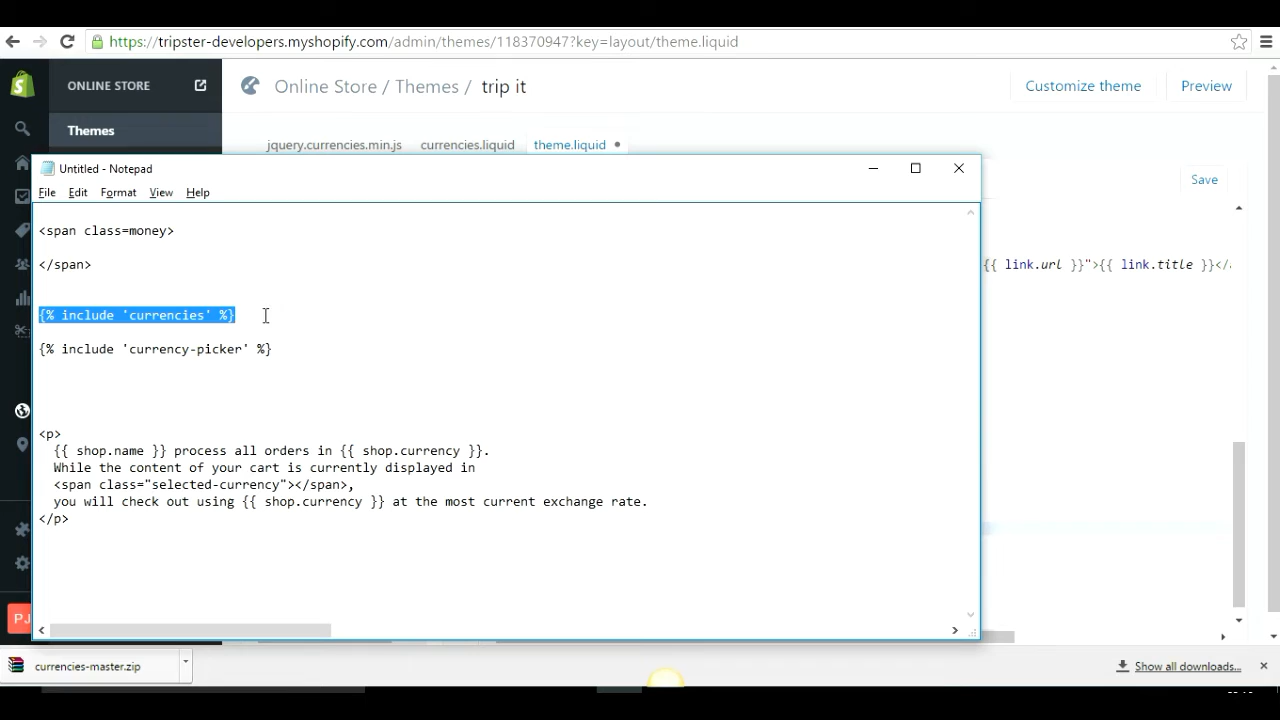 https://tripster-developers.myshopify.com/admin/themes/118370947?key=layout/theme.liquid
ONLINE STORE
Online Store / Themes / trip it
Customize theme
Preview
Themes
jquery.currencies.min.js
currencies.liquid
theme.liquid
Untitled - Notepad
Save
File Edit Format View Help
<span class=money>
</span>
{{ link.url }}">{{ link.title }}</a
{% include 'currencies' %}
{% include 'currency-picker' %}
<p>
{{ shop.name }} process all orders in {{ shop.currency }}.
While the content of your cart is currently displayed in
<span class="selected-currency"></span>,
you will check out using {{ shop.currency }} at the most current exchange rate.
</p>
PJ
currencies-master.zip
Show all downloads...